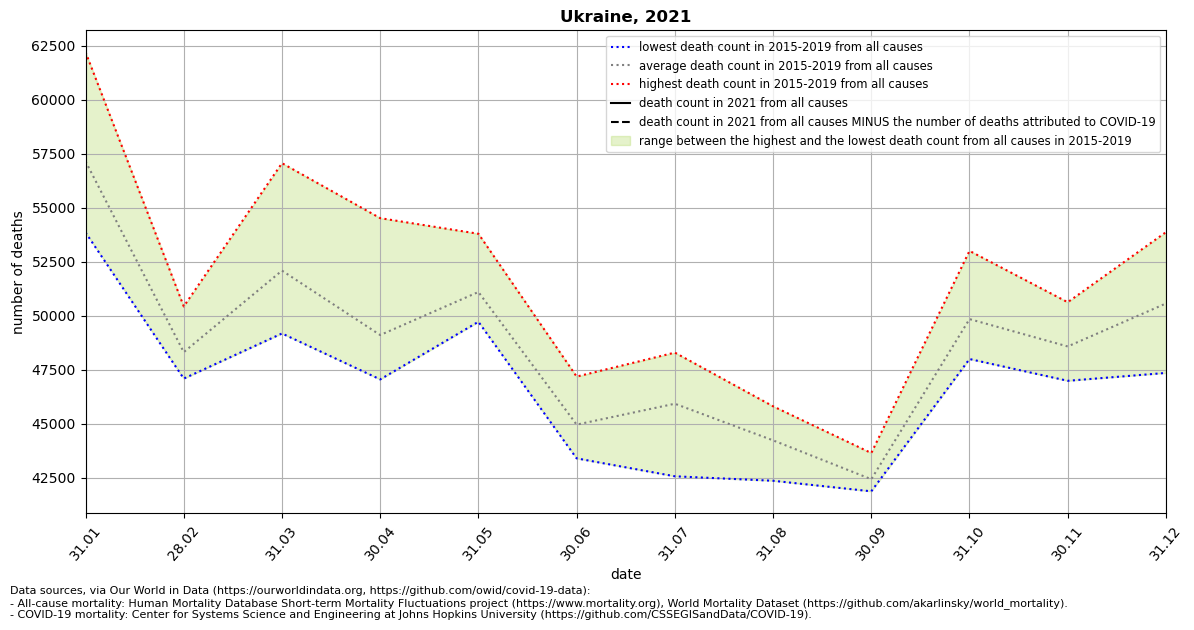 Ukraine, 2021
62500
60000
57500
55000
52500
50000
47500
45000
42500
number of deaths
lowest death count in 2015-2019 from all causes
average death count in 2015-2019 from all causes
highest death count in 2015-2019 from all causes
death count in 2021 from all causes
death count in 2021 from all causes MINUS the number of deaths attributed to COVID-19
range between the highest and the lowest death count from all causes in 2015-2019
31.01
28.02
31.03
30.04
31.05
30.06
31.07
31.08
30.09
31.10
30.11
31.12
date
Data sources, via Our World in Data (https://ourworldindata.org, https://github.com/owid/covid-19-data):
- All-cause mortality: Human Mortality Database Short-term Mortality Fluctuations project (https://www.mortality.org), World Mortality Dataset (https://github.com/akarlinsky/world_mortality).
- COVID-19 mortality: Center for Systems Science and Engineering at Johns Hopkins University (https://github.com/CSSEGISandData/COVID-19).